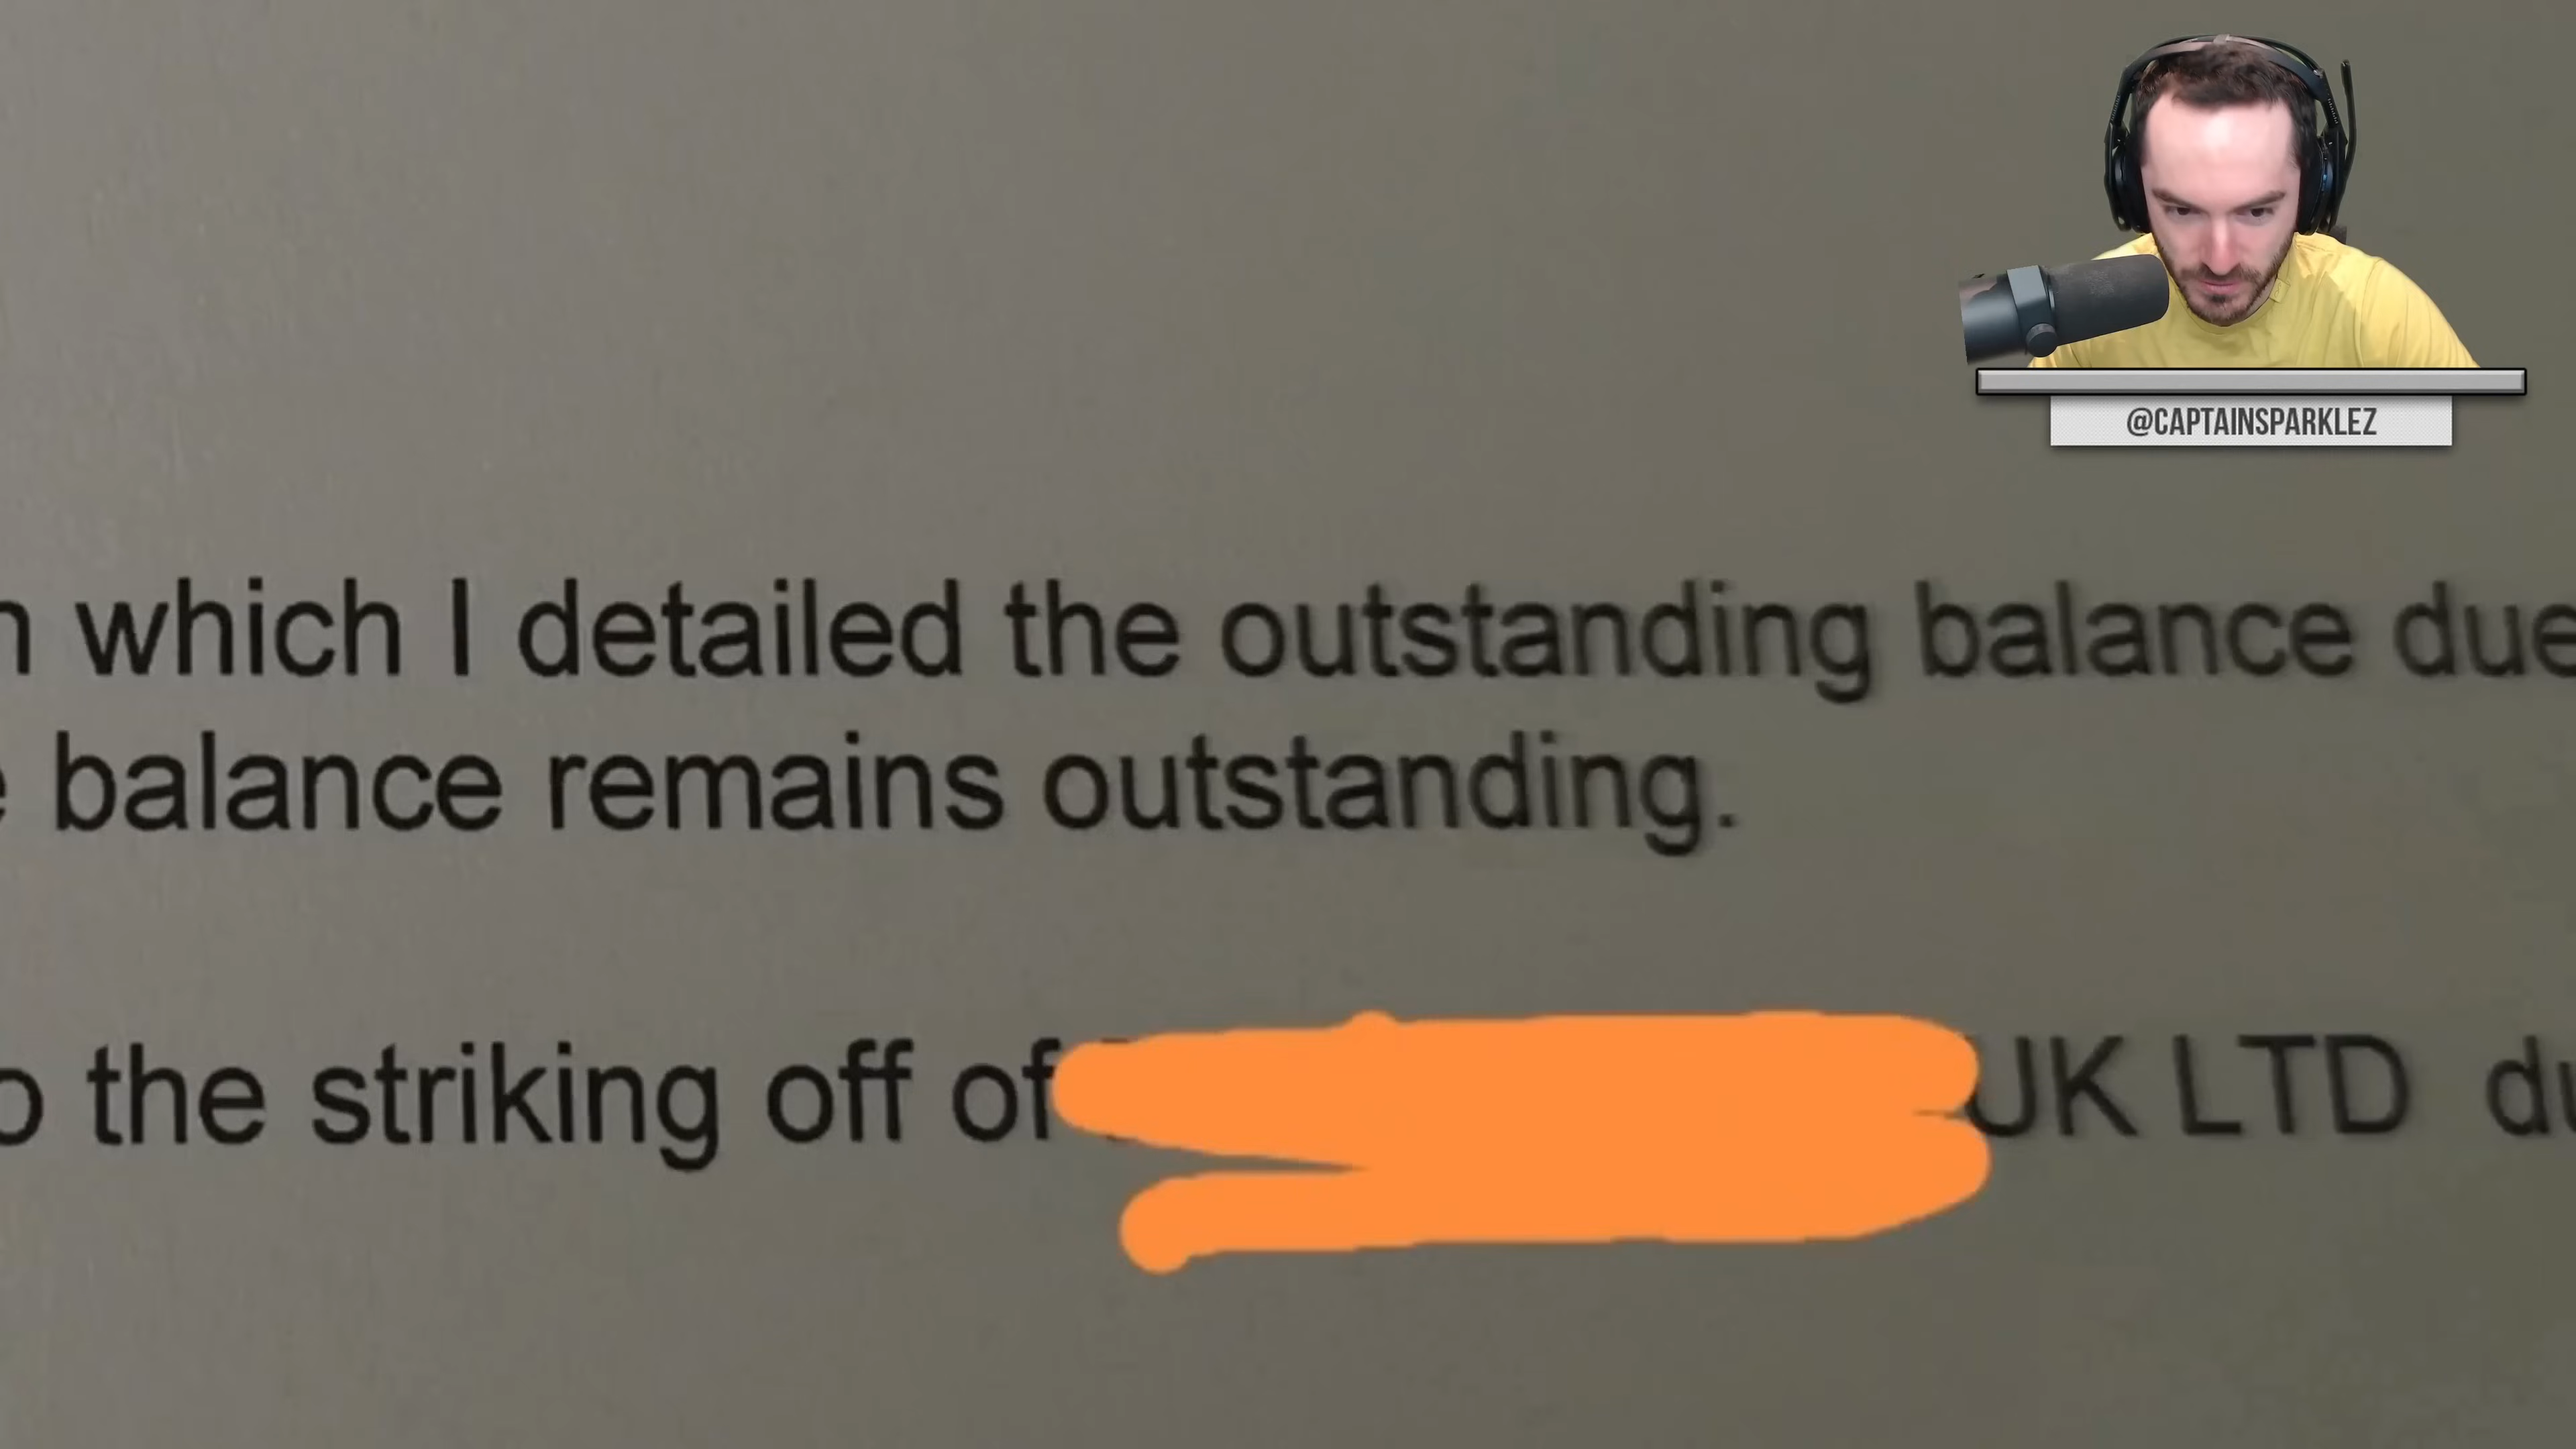 @CAPTAINSPARKLEZ
which I detailed the outstanding balance due
balance remains outstanding.
the striking off of UK LTD